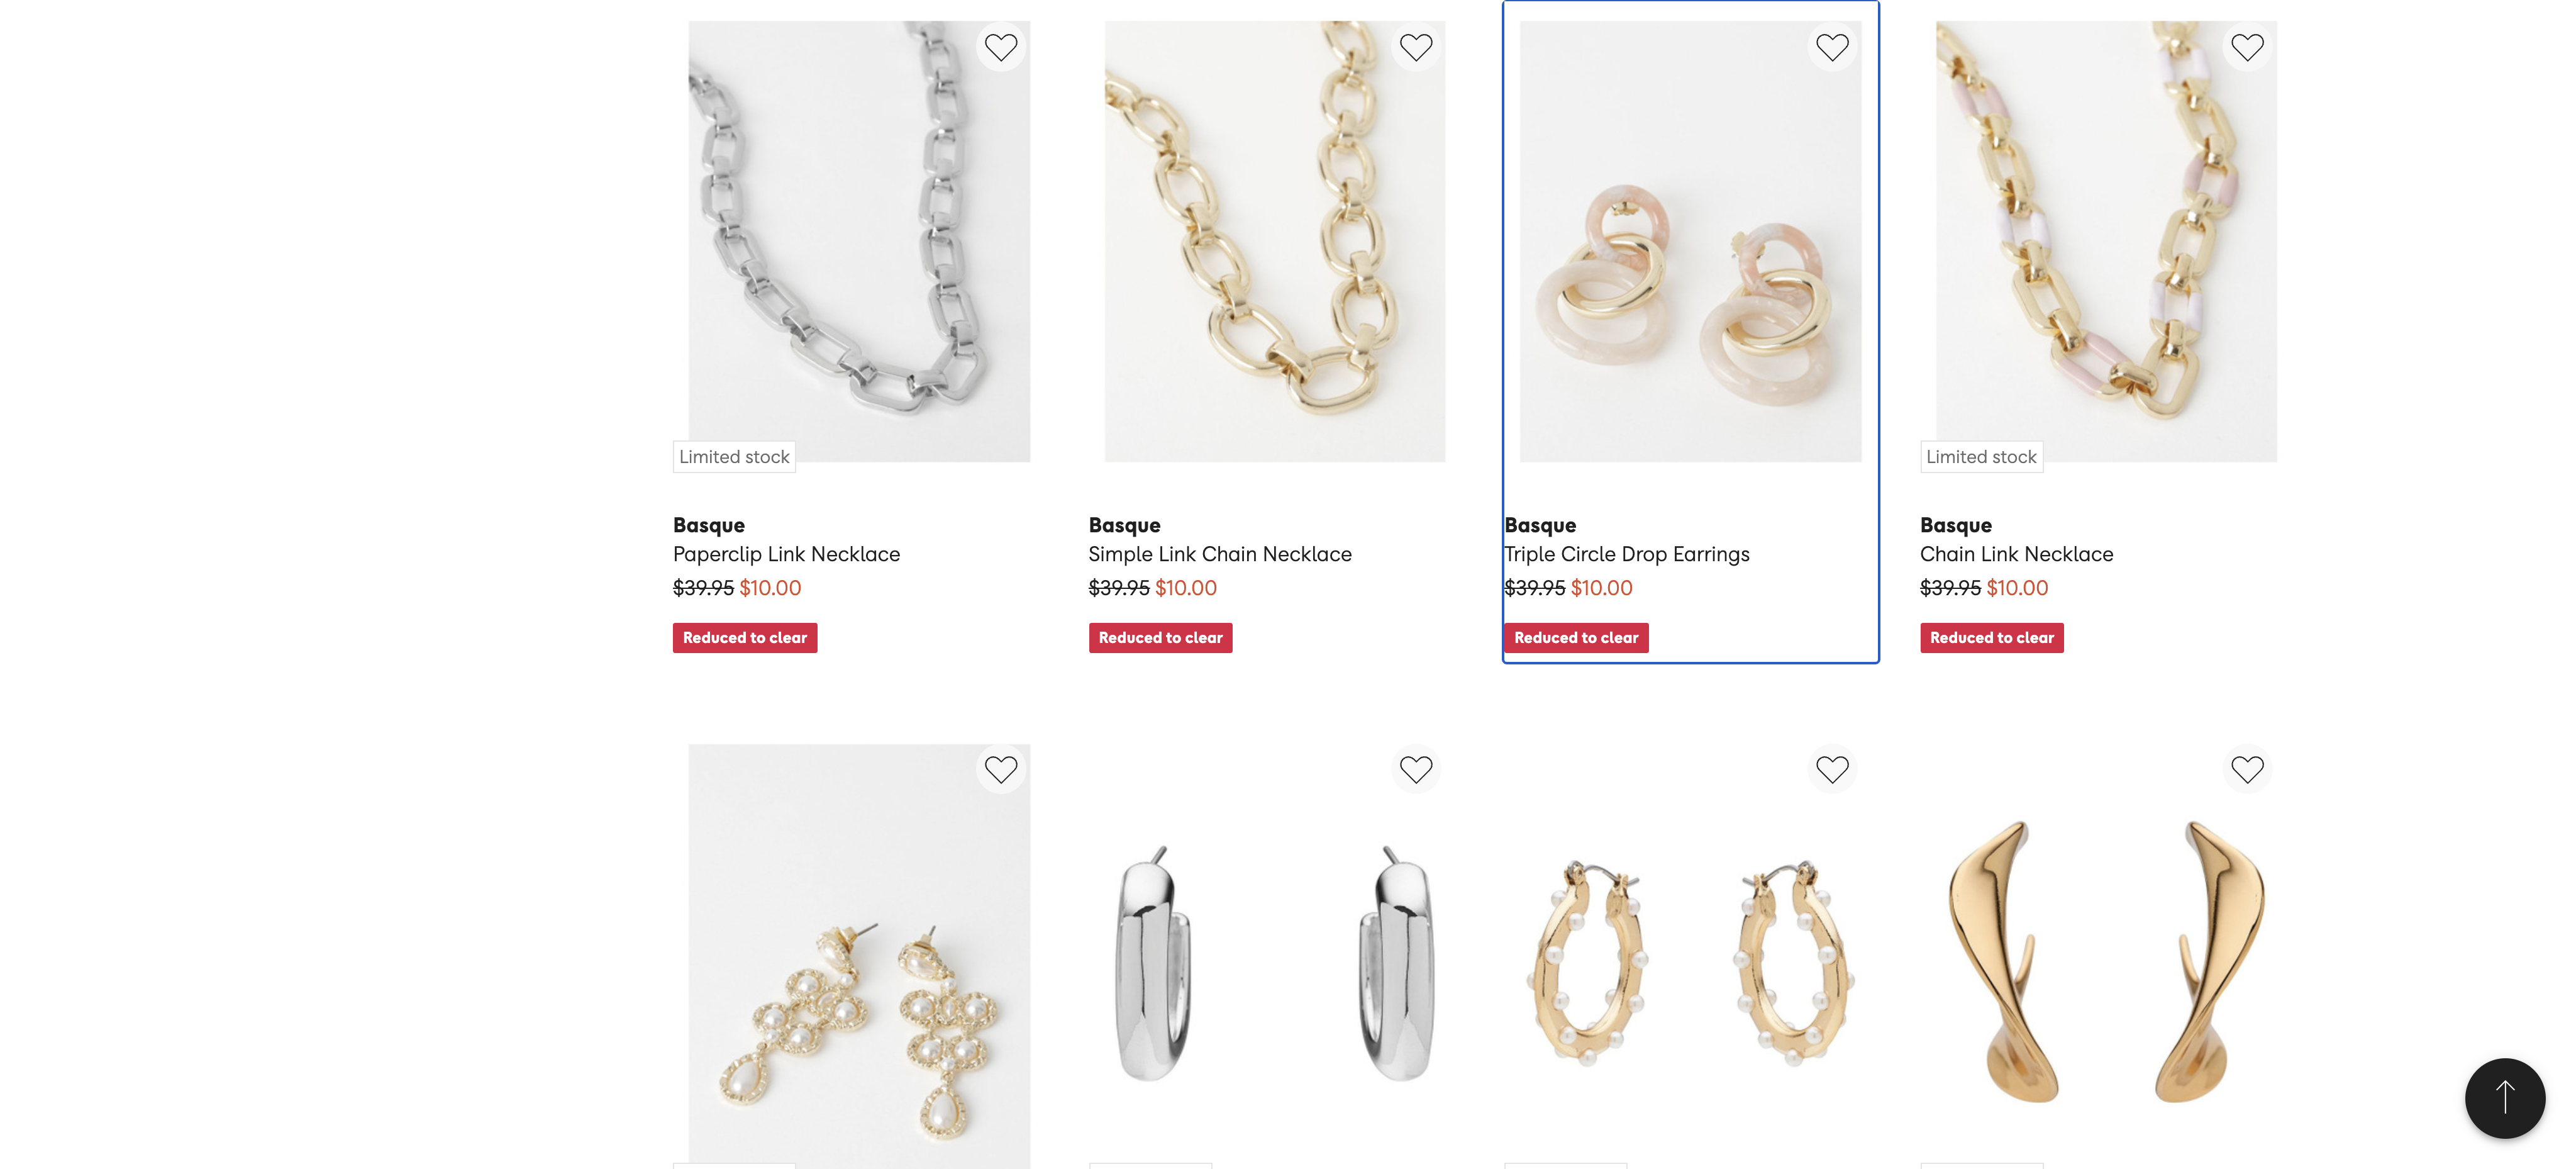 Limited stock
Limited stock
Basque
Paperclip Link Necklace
$39.95 $10.00
Reduced to clear
Basque
Simple Link Chain Necklace
$39.95 $10.00
Reduced to clear
Basque
Triple Circle Drop Earrings
$39.95 $10.00
Reduced to clear
Basque
Chain Link Necklace
$39.95 $10.00
Reduced to clear